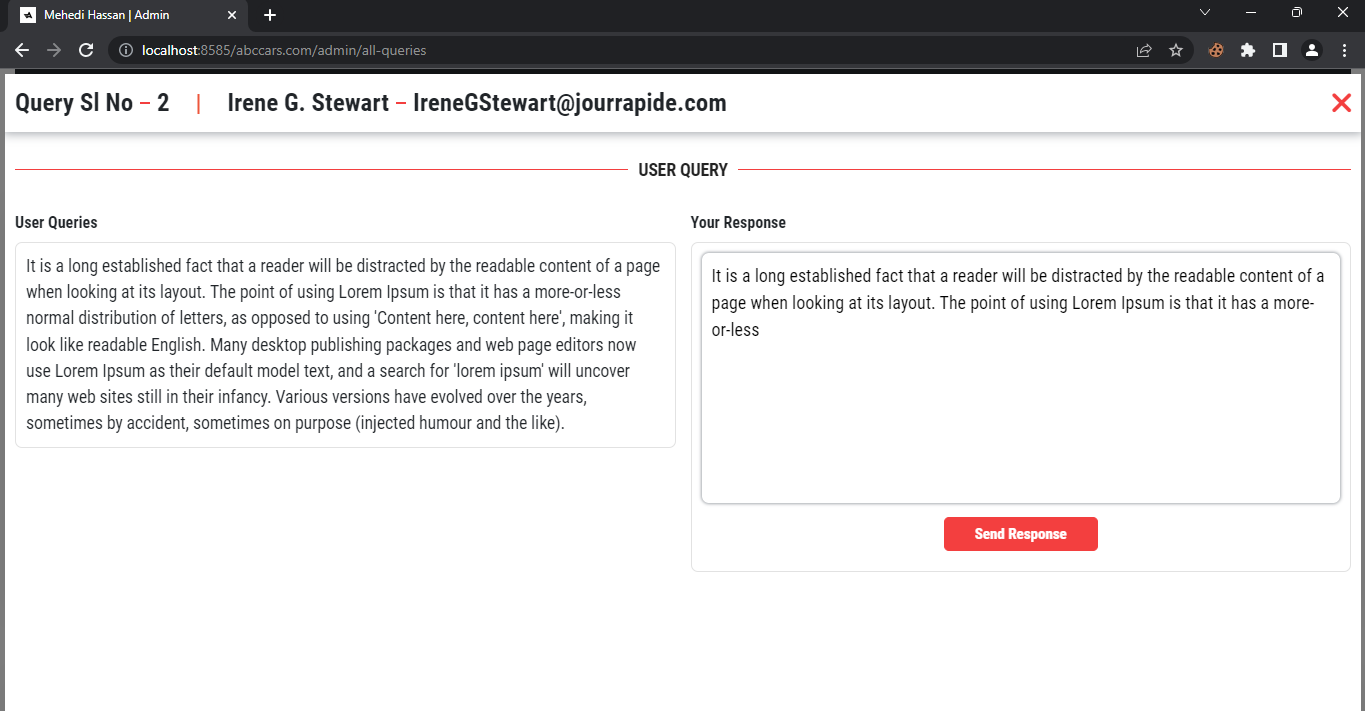 Mehedi Hassan | Admin
localhost:8585/abccars.com/admin/all-queries
Query Sl No – 2 | Irene G. Stewart – IreneGStewart@jourrapide.com
USER QUERY
User Queries
It is a long established fact that a reader will be distracted by the readable content of a page
when looking at its layout. The point of using Lorem Ipsum is that it has a more-or-less
normal distribution of letters, as opposed to using 'Content here, content here', making it
look like readable English. Many desktop publishing packages and web page editors now
use Lorem Ipsum as their default model text, and a search for 'lorem ipsum' will uncover
many web sites still in their infancy. Various versions have evolved over the years,
sometimes by accident, sometimes on purpose (injected humour and the like).
Your Response
It is a long established fact that a reader will be distracted by the readable content of a
page when looking at its layout. The point of using Lorem Ipsum is that it has a more-
or-less
Send Response